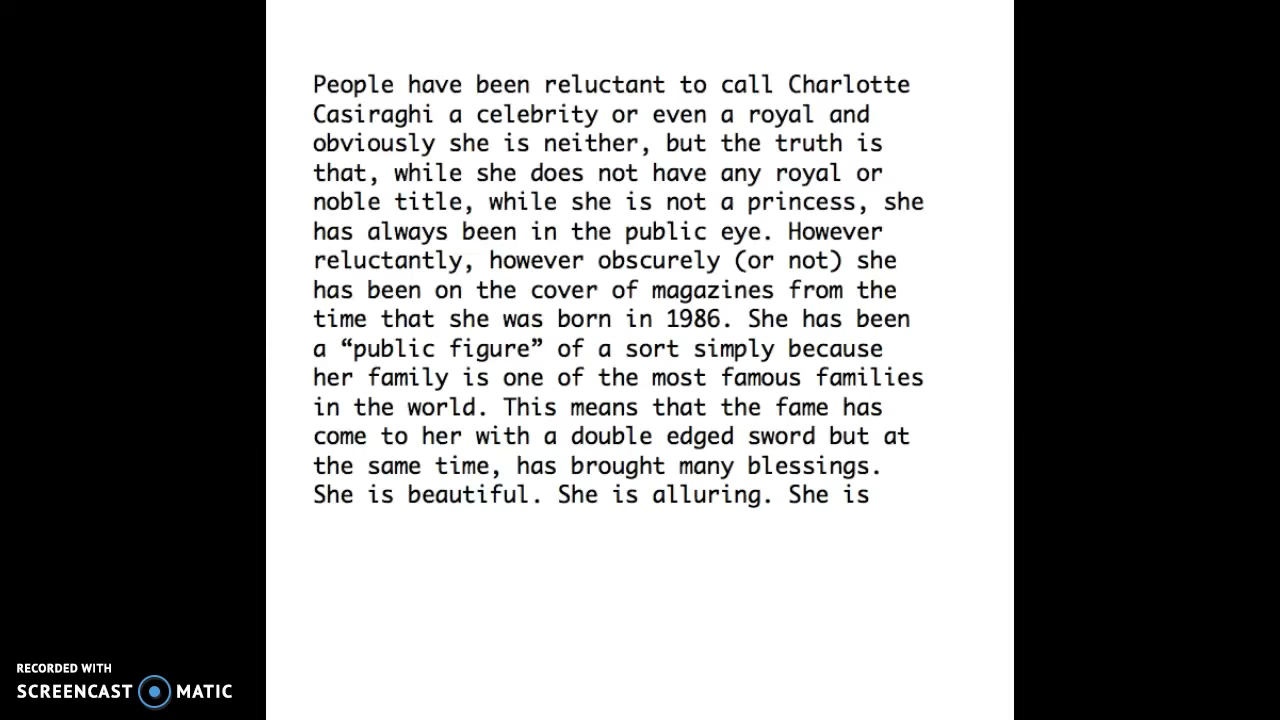 People have been reluctant to call Charlotte
Casiraghi a celebrity or even a royal and
obviously she is neither, but the truth is
that, while she does not have any royal or
noble title, while she is not a princess, she
has always been in the public eye. However
reluctantly, however obscurely (or not) she
has been on the cover of magazines from the
time that she was born in 1986. She has been
a “public figure” of a sort simply because
her family is one of the most famous families
in the world. This means that the fame has
come to her with a double edged sword but at
the same time, has brought many blessings.
She is beautiful. She is alluring. She is
RECORDED WITH
SCREENCAST MATIC